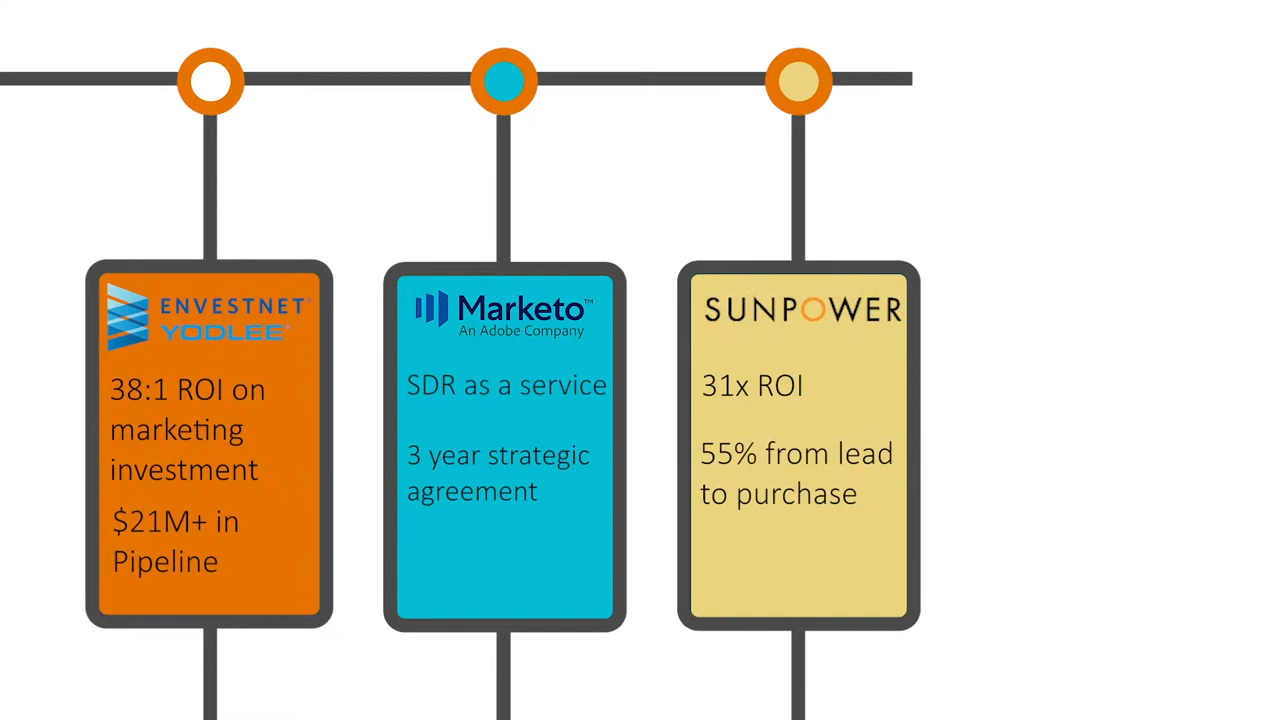 ENVESTNET®
YODLEE®
38:1 ROI on
marketing
investment
$21M+ in
Pipeline
Marketo™
An Adobe Company
SDR as a service
3 year strategic
agreement
SUNPOWER
31x ROI
55% from lead
to purchase